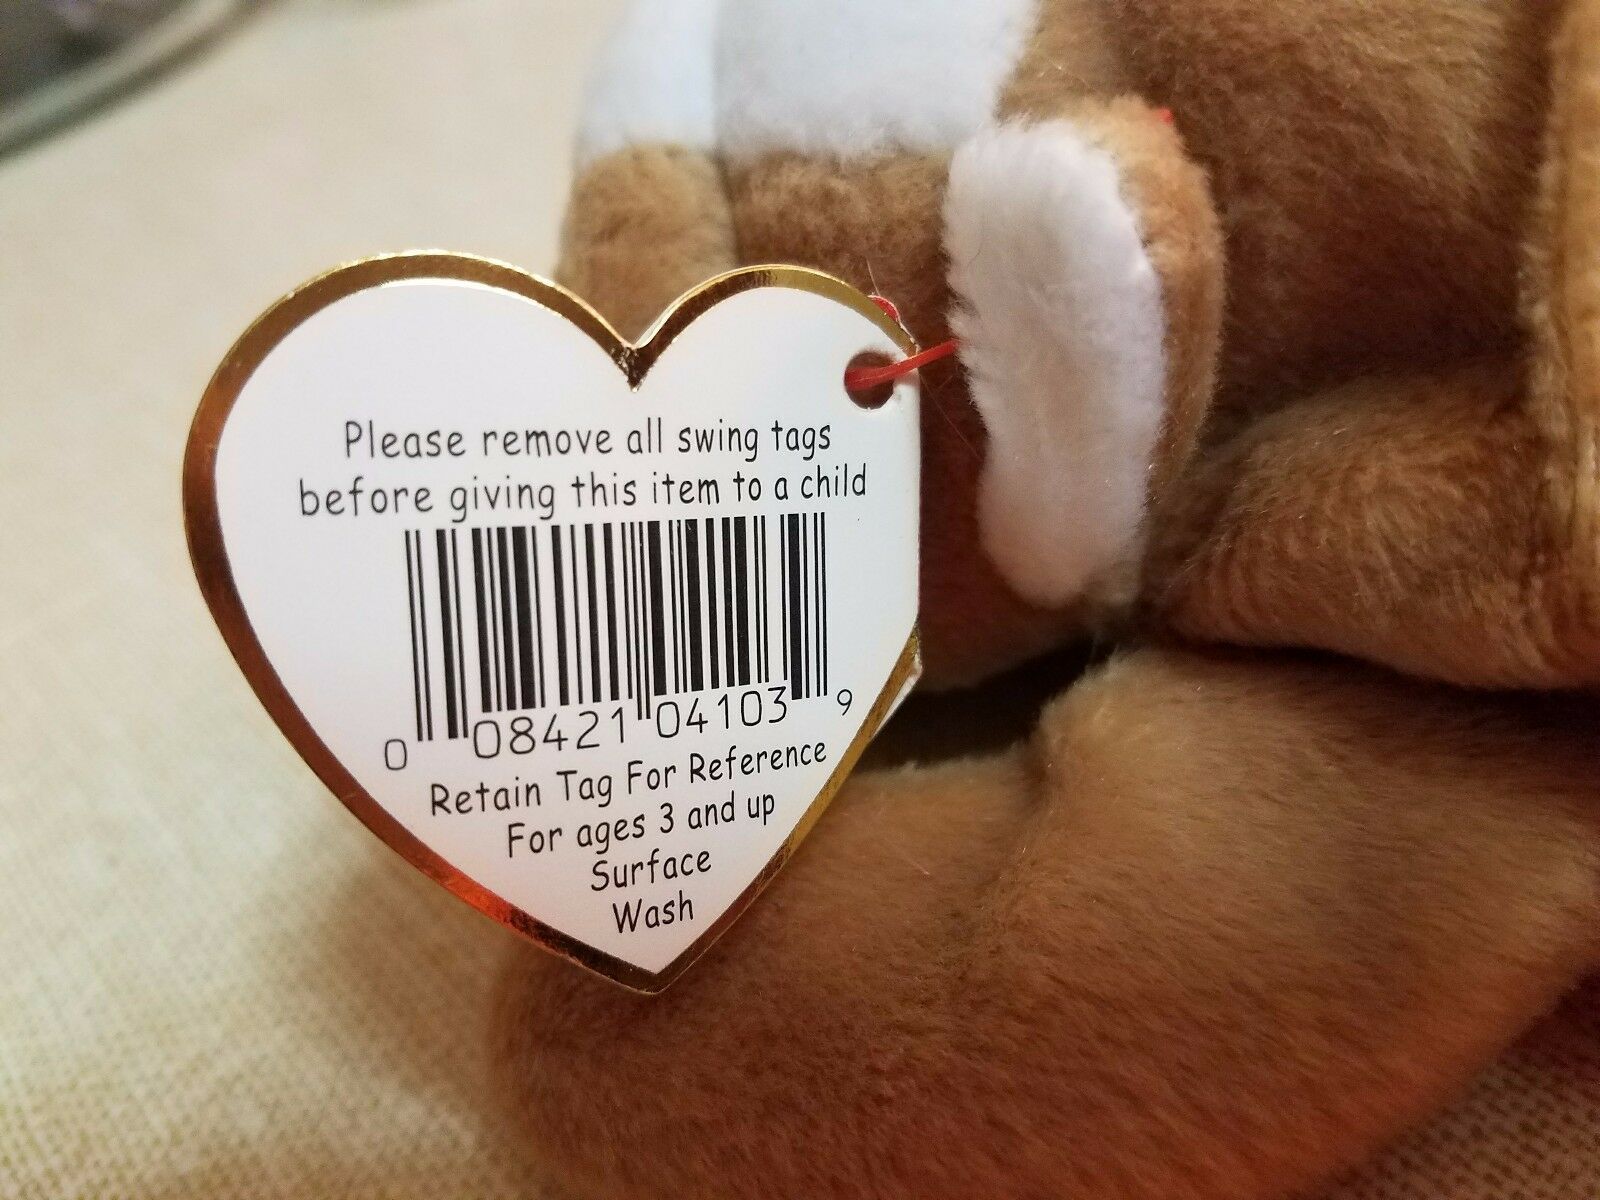 Please remove all swing tags
before giving this item to a child
0 08421 04103 9
Retain Tag For Reference
For ages 3 and up
Surface
Wash